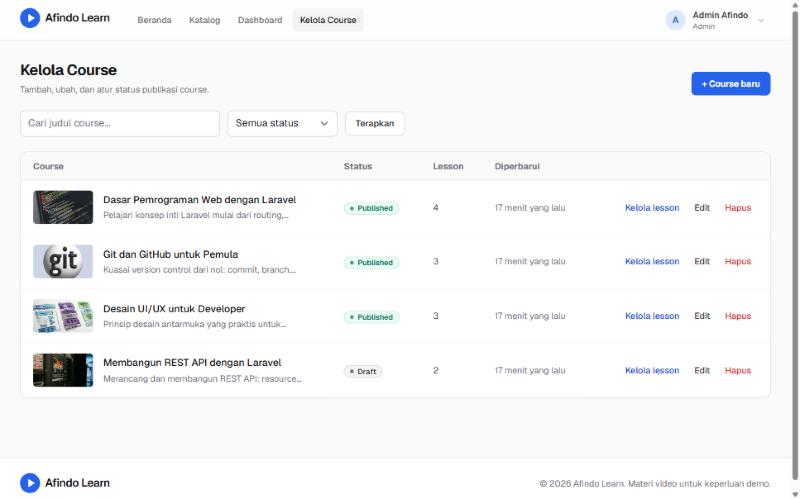 Afindo Learn
Beranda
Katalog
Dashboard
Kelola Course
A
Admin Afindo
Admin
Kelola Course
Tambah, ubah, dan atur status publikasi course.
+ Course baru
Cari judul course...
Semua status
Terapkan
Course Status Lesson Diperbarui
Dasar Pemrograman Web dengan Laravel
Pelajari konsep inti Laravel mulai dari routing,...
Published 4 17 menit yang lalu Kelola lesson Edit Hapus
git
Git dan GitHub untuk Pemula
Kuasai version control dari nol: commit, branch,...
Published 3 17 menit yang lalu Kelola lesson Edit Hapus
Desain UI/UX untuk Developer
Prinsip desain antarmuka yang praktis untuk...
Published 3 17 menit yang lalu Kelola lesson Edit Hapus
Membangun REST API dengan Laravel
Merancang dan membangun REST API: resource...
Draft 2 17 menit yang lalu Kelola lesson Edit Hapus
Afindo Learn
© 2026 Afindo Learn. Materi video untuk keperluan demo.